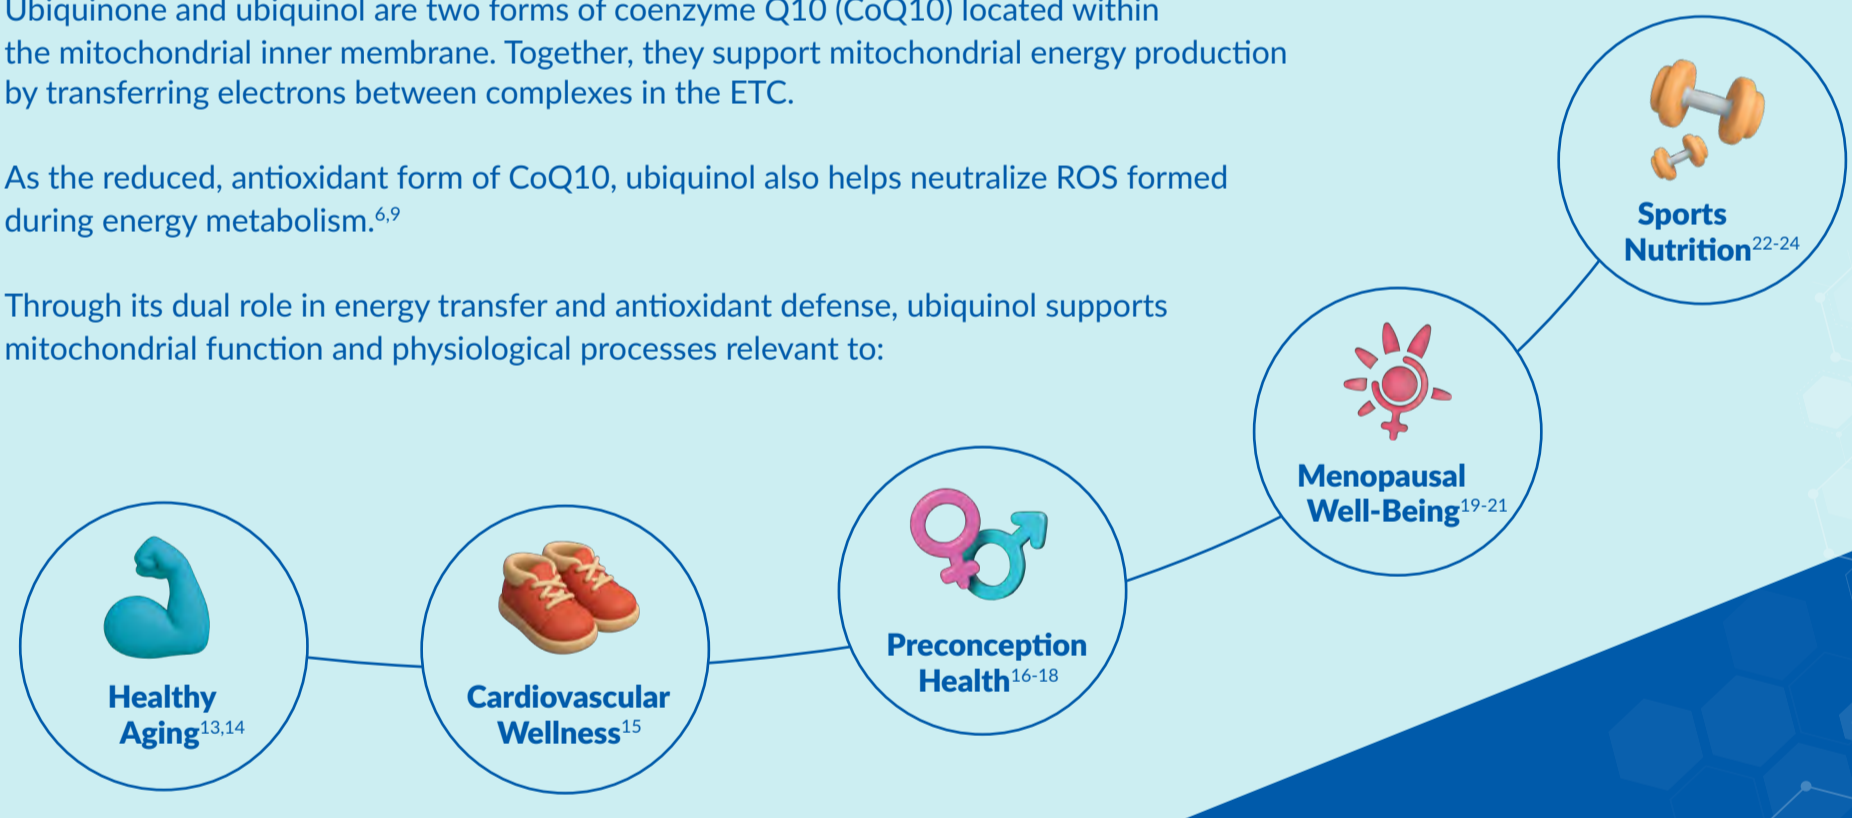 Ubiquinone and ubiquinol are two forms of coenzyme Q10 (CoQ10) located within
the mitochondrial inner membrane. Together, they support mitochondrial energy production
by transferring electrons between complexes in the ETC.
As the reduced, antioxidant form of CoQ10, ubiquinol also helps neutralize ROS formed
during energy metabolism.6,9
Through its dual role in energy transfer and antioxidant defense, ubiquinol supports
mitochondrial function and physiological processes relevant to:
Healthy
Aging13,14
Cardiovascular
Wellness15
Preconception
Health16-18
Menopausal
Well-Being19-21
Sports
Nutrition22-24